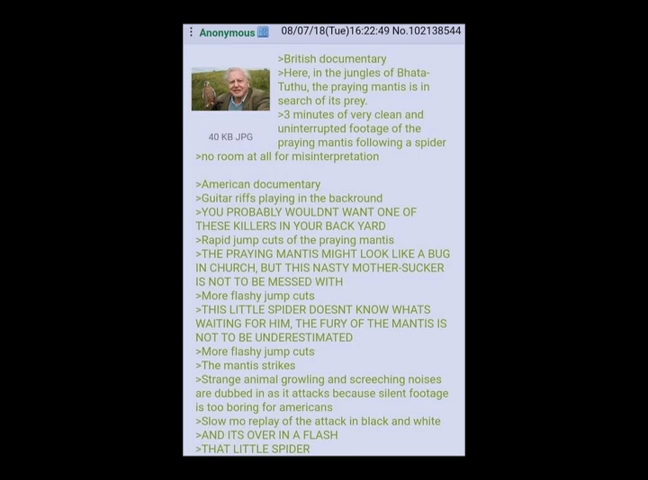 Anonymous 08/07/18(Tue)16:22:49 No.102138544
>British documentary
>Here, in the jungles of Bhata-
Tuthu, the praying mantis is in
search of its prey.
>3 minutes of very clean and
uninterrupted footage of the
praying mantis following a spider
40 KB JPG
>no room at all for misinterpretation
>American documentary
>Guitar riffs playing in the backround
>YOU PROBABLY WOULDNT WANT ONE OF
THESE KILLERS IN YOUR BACK YARD
>Rapid jump cuts of the praying mantis
>THE PRAYING MANTIS MIGHT LOOK LIKE A BUG
IN CHURCH, BUT THIS NASTY MOTHER-SUCKER
IS NOT TO BE MESSED WITH
>More flashy jump cuts
>THIS LITTLE SPIDER DOESNT KNOW WHATS
WAITING FOR HIM, THE FURY OF THE MANTIS IS
NOT TO BE UNDERESTIMATED
>More flashy jump cuts
>The mantis strikes
>Strange animal growling and screeching noises
are dubbed in as it attacks because silent footage
is too boring for americans
>Slow mo replay of the attack in black and white
>AND ITS OVER IN A FLASH
>THAT LITTLE SPIDER